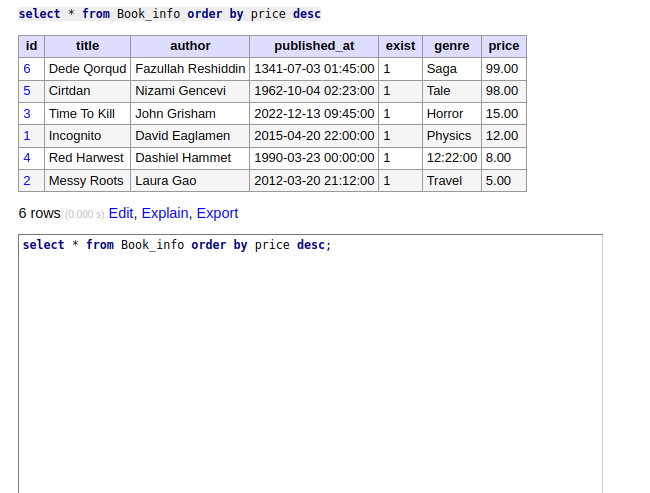 select * from Book_info order by price desc
id title author published_at exist genre price
6 Dede Qorqud Fazullah Reshiddin 1341-07-03 01:45:00 1 Saga 99.00
5 Cirtdan Nizami Gencevi 1962-10-04 02:23:00 1 Tale 98.00
3 Time To Kill John Grisham 2022-12-13 09:45:00 1 Horror 15.00
1 Incognito David Eaglamen 2015-04-20 22:00:00 1 Physics 12.00
4 Red Harwest Dashiel Hammet 1990-03-23 00:00:00 1 12:22:00 8.00
2 Messy Roots Laura Gao 2012-03-20 21:12:00 1 Travel 5.00
6 rows (0.000 s) Edit, Explain, Export
select * from Book_info order by price desc;